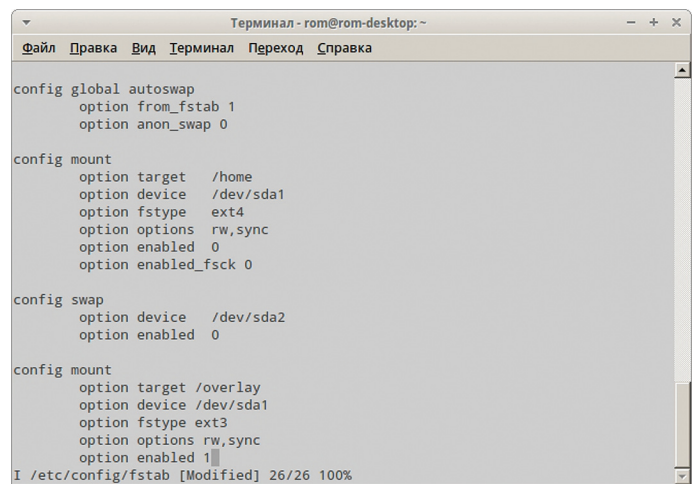 Терминал - rom@rom-desktop: ~
Файл Правка Вид Терминал Переход Справка
config global autoswap
        option from_fstab 1
        option anon_swap 0
config mount
        option target   /home
        option device   /dev/sda1
        option fstype   ext4
        option options  rw,sync
        option enabled  0
        option enabled_fsck 0
config swap
        option device   /dev/sda2
        option enabled  0
config mount
        option target /overlay
        option device /dev/sda1
        option fstype ext3
        option options rw,sync
        option enabled 1
I /etc/config/fstab [Modified] 26/26 100%